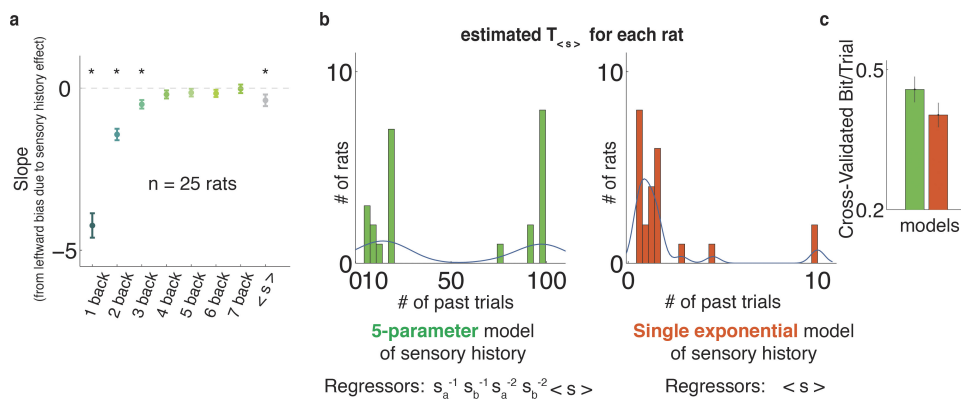 a
Slope
(from leftward bias due to sensory history effect)
0
−5
* * * *
n = 25 rats
1 back
2 back
3 back
4 back
5 back
6 back
7 back
< s >
b
estimated T< s > for each rat
# of rats
10
0
010 50 100
# of past trials
5-parameter model
of sensory history
Regressors: sa-1 sb-1 sa-2 sb-2 < s >
# of rats
10
0
0 10
# of past trials
Single exponential model
of sensory history
Regressors: < s >
c
Cross-Validated Bit/Trial
0.5
0.2
models